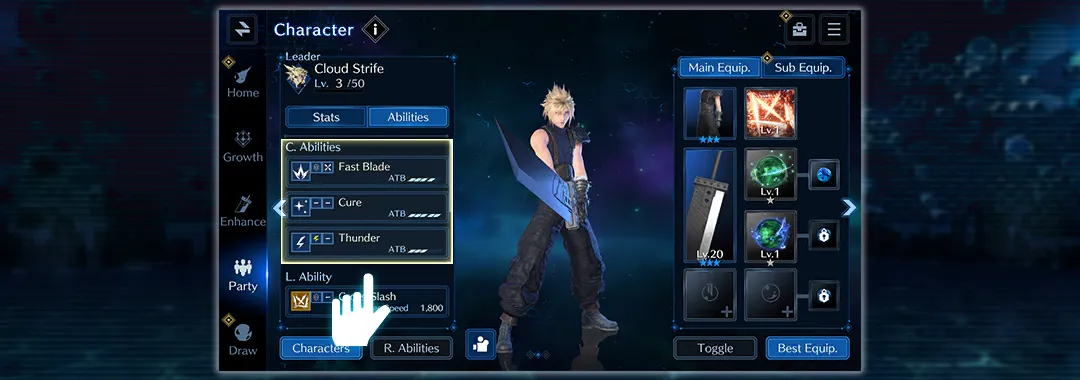 Character
i
Leader
Cloud Strife
Lv. 3 /50
Stats
Abilities
C. Abilities
Fast Blade
ATB
Cure
ATB
Thunder
ATB
L. Ability
Slash
1,800
Characters
R. Abilities
Home
Growth
Enhance
Party
Draw
Main Equip.
Sub Equip.
Lv.1
Lv.1
Lv.20
Lv.1
Toggle
Best Equip.